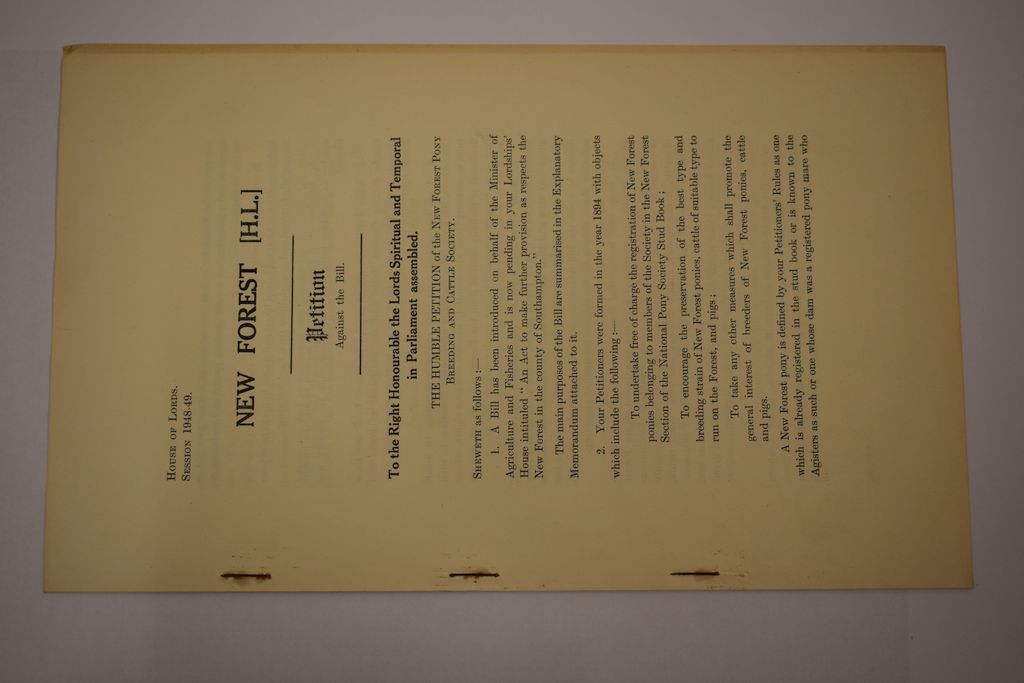 HOUSE OF LORDS.
SESSION 1948-49.
NEW FOREST [H.L.]
Petition
Against the Bill.
To the Right Honourable the Lords Spiritual and Temporal
in Parliament assembled.
THE HUMBLE PETITION of the NEW FOREST PONY
BREEDING AND CATTLE SOCIETY.
SHEWETH as follows :—
1. A Bill has been introduced on behalf of the Minister of
Agriculture and Fisheries and is now pending in your Lordships'
House intituled " An Act to make further provision as respects the
New Forest in the county of Southampton."
The main purposes of the Bill are summarised in the Explanatory
Memorandum attached to it.
2. Your Petitioners were formed in the year 1894 with objects
which include the following :—
To undertake free of charge the registration of New Forest
ponies belonging to members of the Society in the New Forest
Section of the National Pony Society Stud Book ;
To encourage the preservation of the best type and
breeding strain of New Forest ponies, cattle of suitable type to
run on the Forest, and pigs ;
To take any other measures which shall promote the
general interest of breeders of New Forest ponies, cattle
and pigs.
A New Forest pony is defined by your Petitioners' Rules as one
which is already registered in the stud book or is known to the
Agisters as such or one whose dam was a registered pony mare who